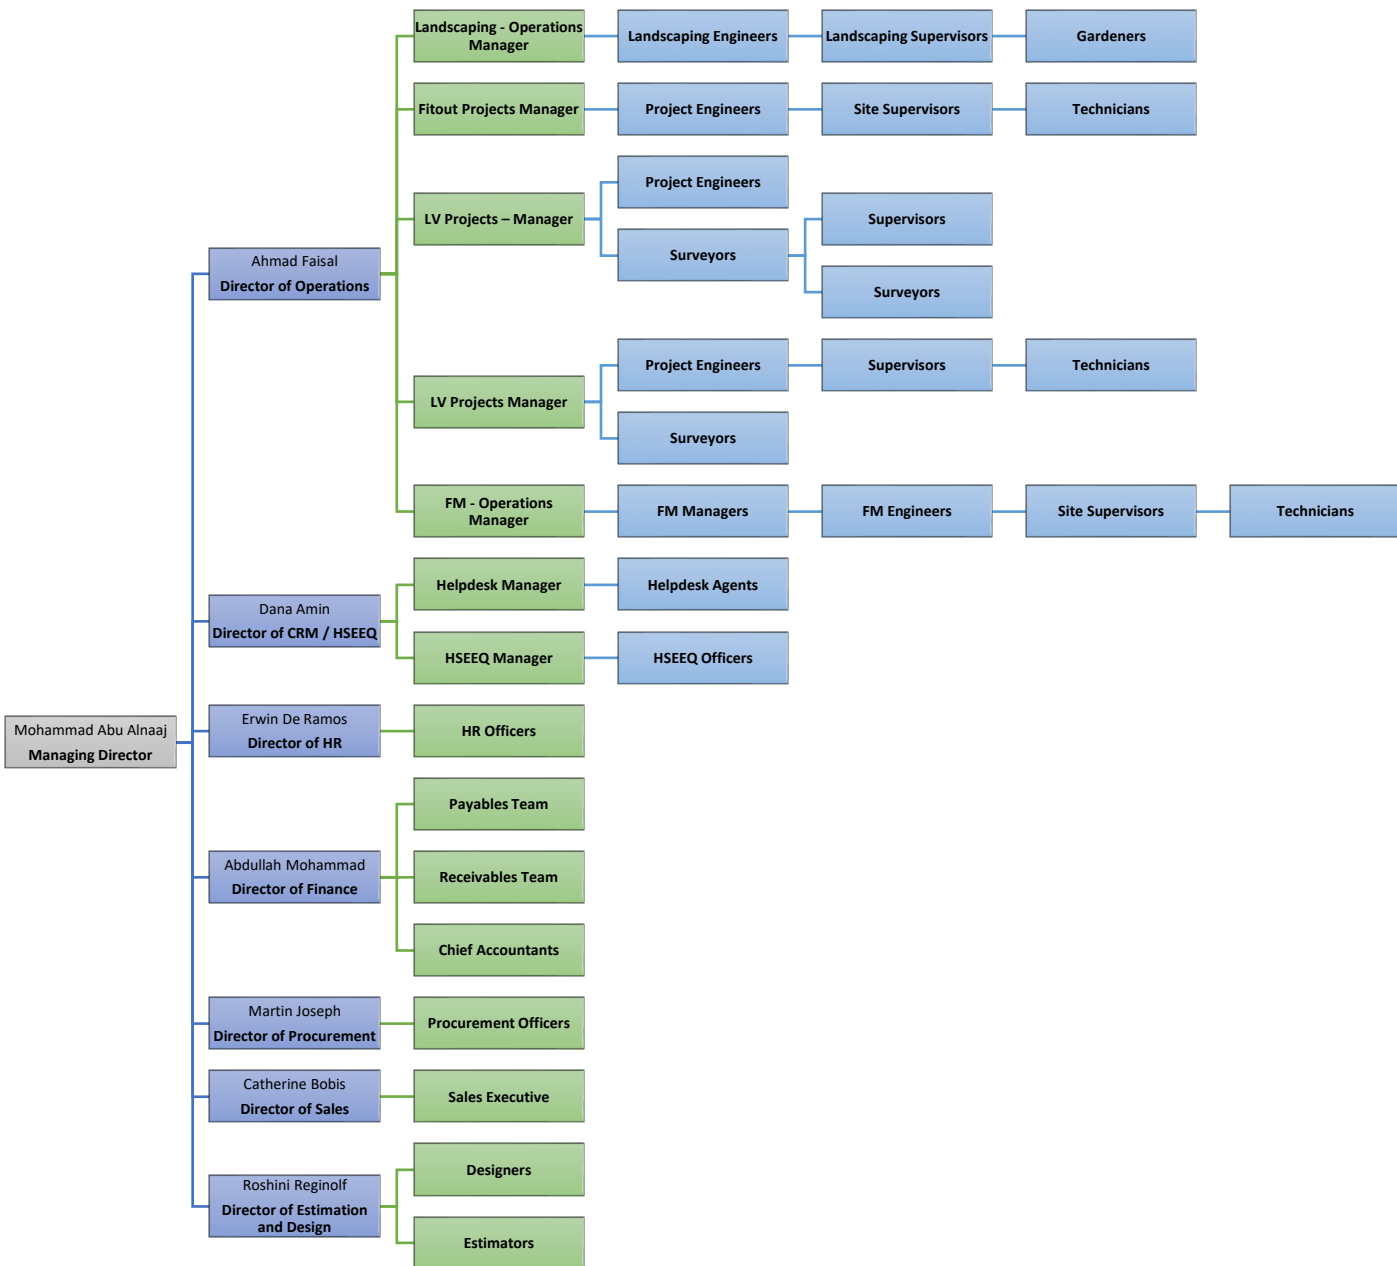 Landscaping - Operations
Manager
Landscaping Engineers
Landscaping Supervisors
Gardeners
Fitout Projects Manager
Project Engineers
Site Supervisors
Technicians
Project Engineers
LV Projects – Manager
Supervisors
Surveyors
Ahmad Faisal
Director of Operations
Surveyors
Project Engineers
Supervisors
Technicians
LV Projects Manager
Surveyors
FM - Operations
Manager
FM Managers
FM Engineers
Site Supervisors
Technicians
Helpdesk Manager
Helpdesk Agents
Dana Amin
Director of CRM / HSEEQ
HSEEQ Manager
HSEEQ Officers
Mohammad Abu Alnaaj
Managing Director
Erwin De Ramos
Director of HR
HR Officers
Payables Team
Abdullah Mohammad
Director of Finance
Receivables Team
Chief Accountants
Martin Joseph
Director of Procurement
Procurement Officers
Catherine Bobis
Director of Sales
Sales Executive
Designers
Roshini Reginolf
Director of Estimation
and Design
Estimators